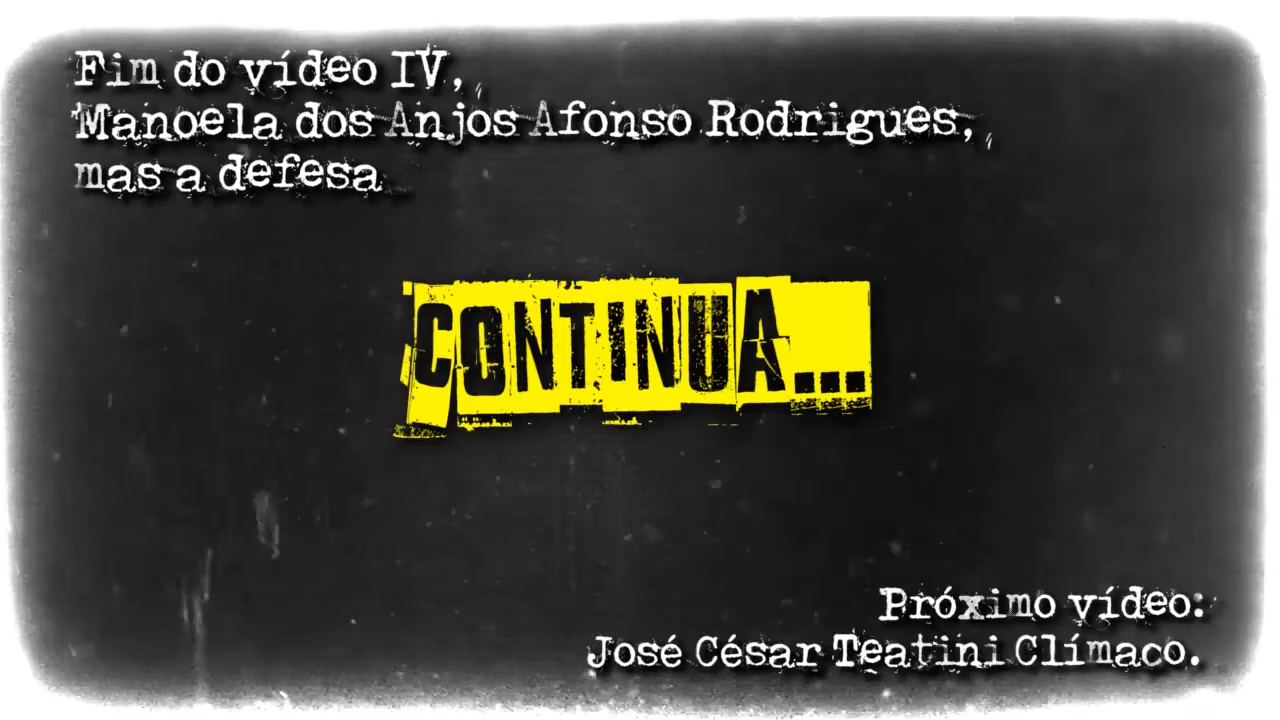 Fim do vídeo IV,
Manoela dos Anjos Afonso Rodrigues,
mas a defesa
CONTINUA...
Próximo vídeo:
José César Teatini Clímaco.